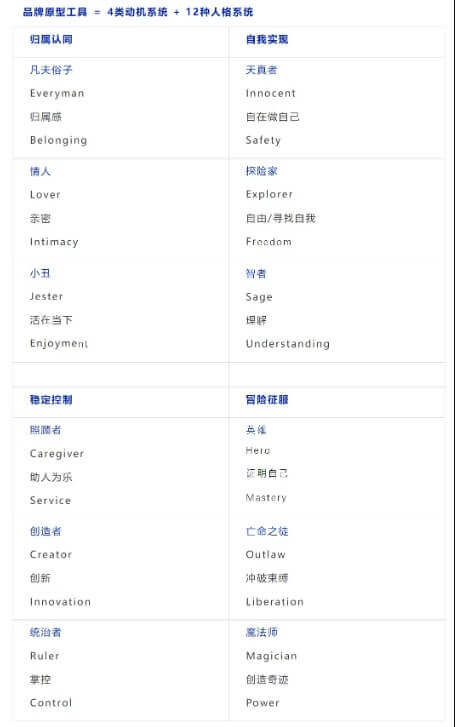 品牌原型工具 = 4类动机系统 + 12种人格系统
归属认同
自我实现
凡夫俗子
Everyman
归属感
Belonging
天真者
Innocent
自在做自己
Safety
情人
Lover
亲密
Intimacy
探险家
Explorer
自由/寻找自我
Freedom
小丑
Jester
活在当下
Enjoyment
智者
Sage
理解
Understanding
稳定控制
冒险征服
照顾者
Caregiver
助人为乐
Service
英雄
Hero
证明自己
Mastery
创造者
Creator
创新
Innovation
亡命之徒
Outlaw
冲破束缚
Liberation
统治者
Ruler
掌控
Control
魔法师
Magician
创造奇迹
Power